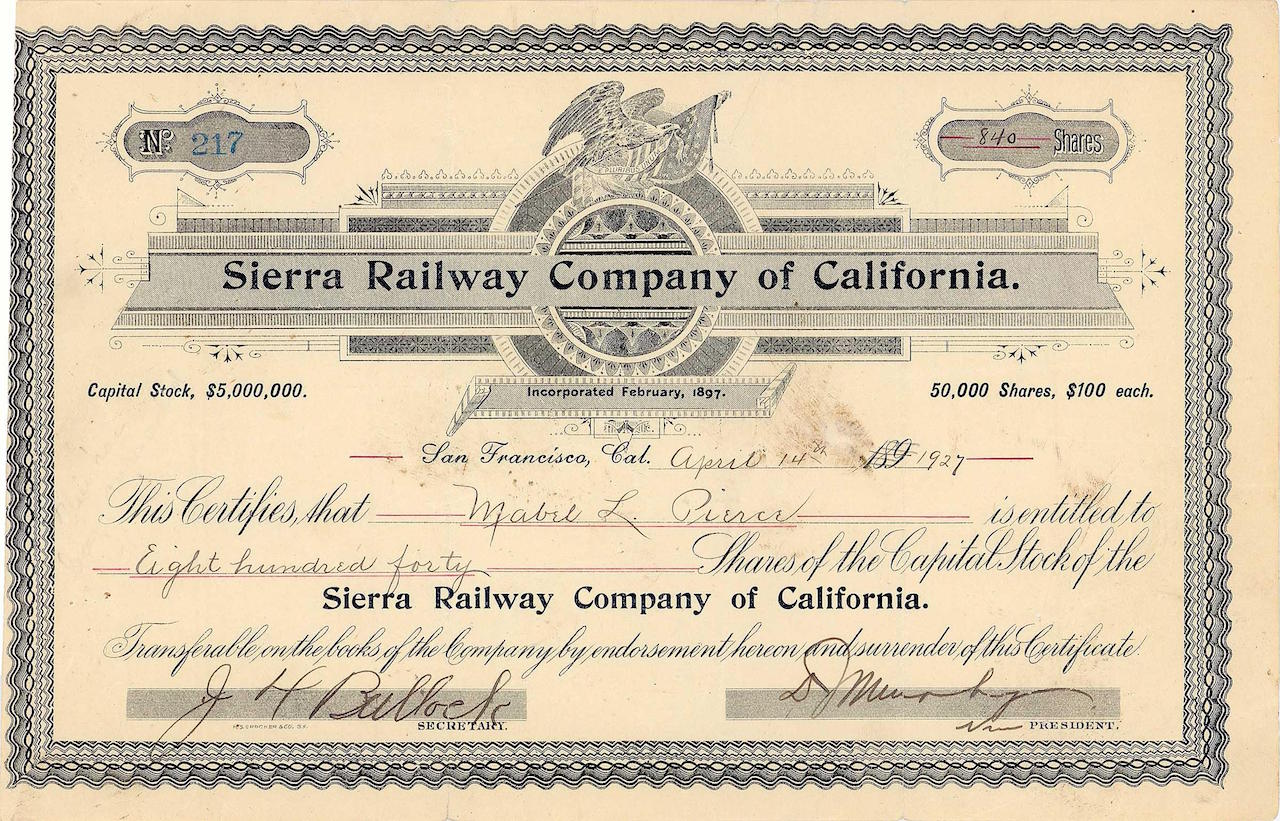 Nº 217
840 Shares
E PLURIBUS
Sierra Railway Company of California.
Capital Stock, $5,000,000.
Incorporated February, 1897.
50,000 Shares, $100 each.
San Francisco, Cal. April 14th 1927
This Certifies, that Mabel L. Pierce is entitled to
Eight hundred forty Shares of the Capital Stock of the
Sierra Railway Company of California.
Transferable on the books of the Company by endorsement hereon and surrender of this Certificate.
J H Bullock
H.S. CROCKER & CO. S.F.
SECRETARY.
Vice PRESIDENT.